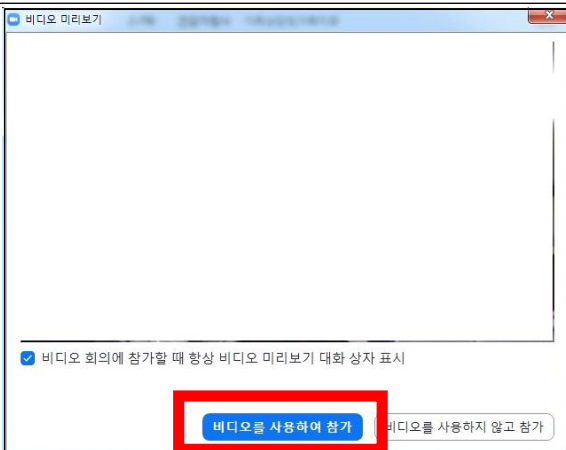 비디오 미리보기
비디오 회의에 참가할 때 항상 비디오 미리보기 대화 상자 표시
비디오를 사용하여 참가
비디오를 사용하지 않고 참가